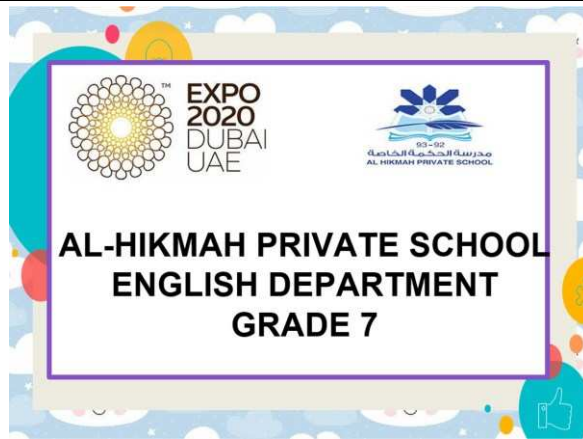 EXPO
2020
DUBAI
UAE
TM
93-92
مدرسة الحكمة الخاصة
AL HIKMAH PRIVATE SCHOOL
AL-HIKMAH PRIVATE SCHOOL
ENGLISH DEPARTMENT
GRADE 7